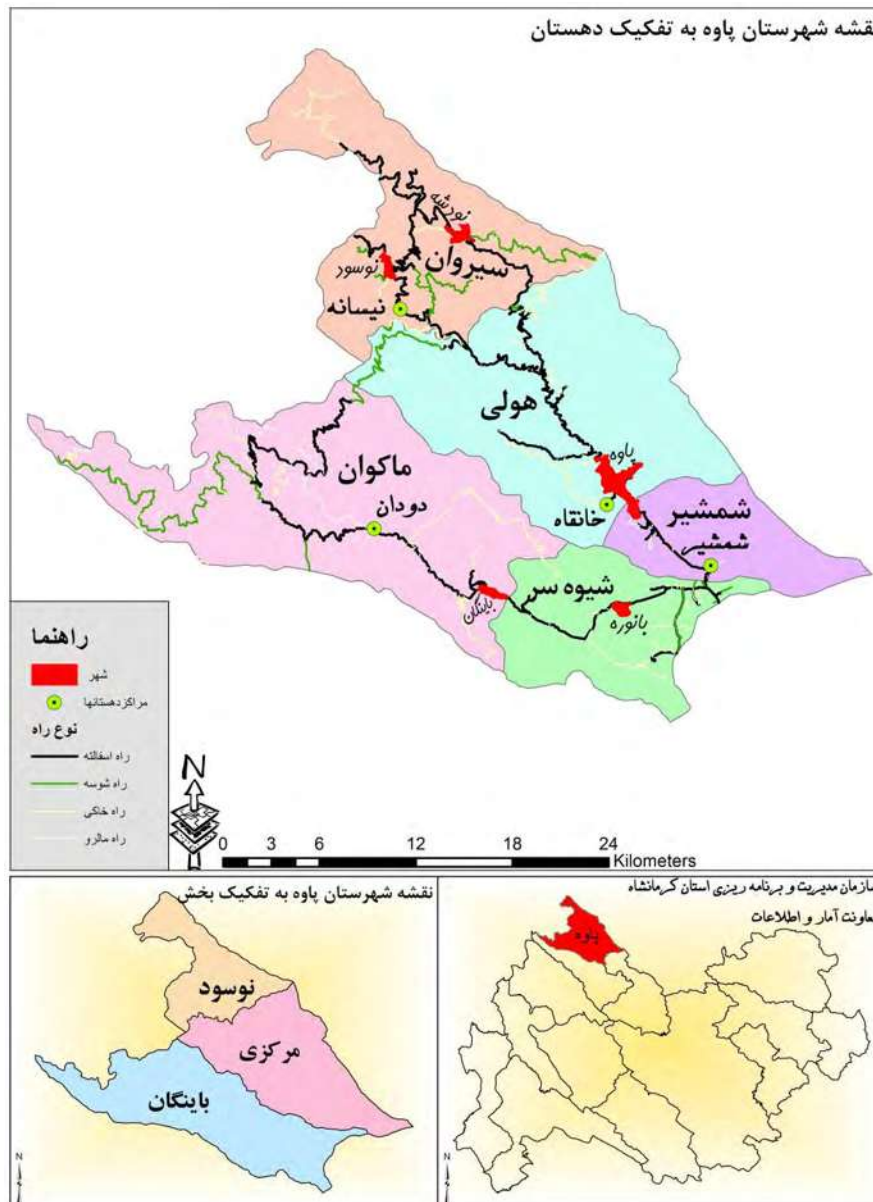 نقشه شهرستان پاوه به تفکیک دهستان
نودشه
سیروان
نوسود
نیسانه
هولی
پاوه
ماکوان
خانقاه
شمشیر
دودان
شمشیر
شیوه سر
باینگان
بانوره
راهنما
شهر
مراکزدهستانها
نوع راه
راه اسفالته
راه شوسه
راه خاکی
راه مالرو
N
0 3 6 12 18 24
Kilometers
نقشه شهرستان پاوه به تفکیک بخش
نوسود
مرکزی
باینگان
N
سازمان مدیریت و برنامه ریزی استان کرمانشاه
معاونت آمار و اطلاعات
پاوه
N